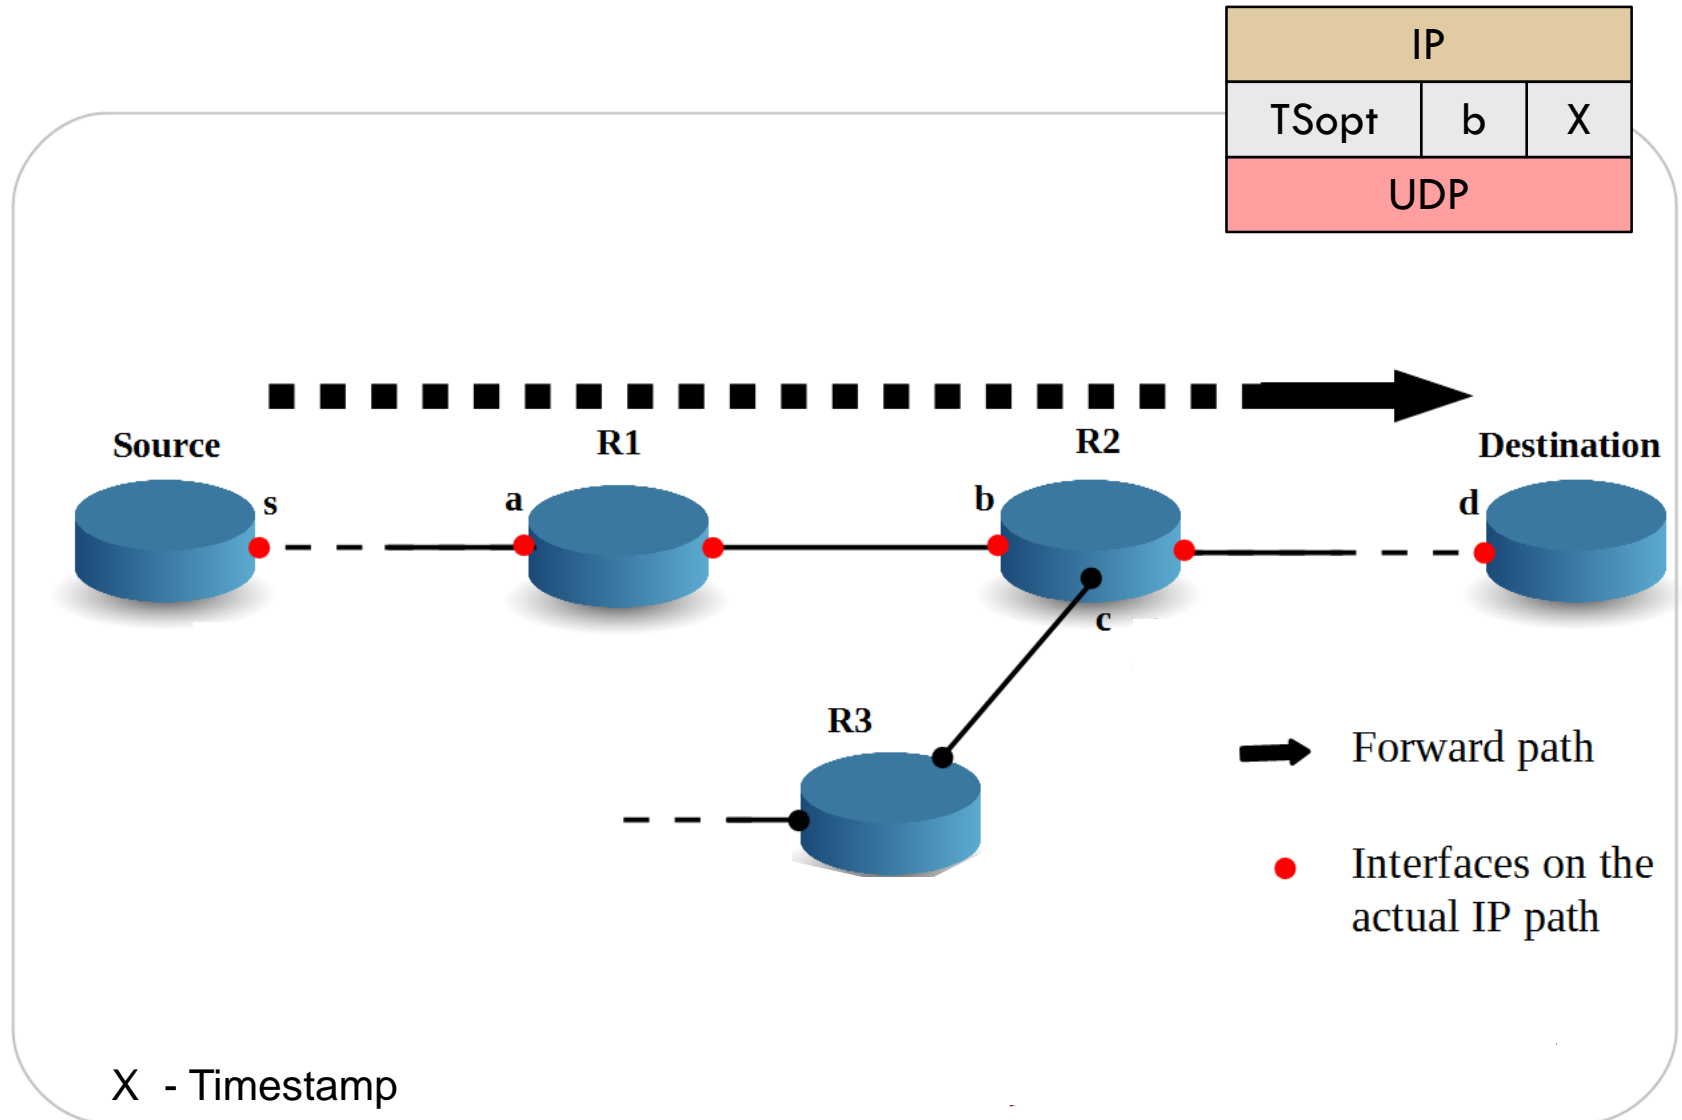 IP
TSopt b X
UDP
Source
R1
R2
Destination
s
a
b
d
c
R3
Forward path
Interfaces on the
actual IP path
X - Timestamp